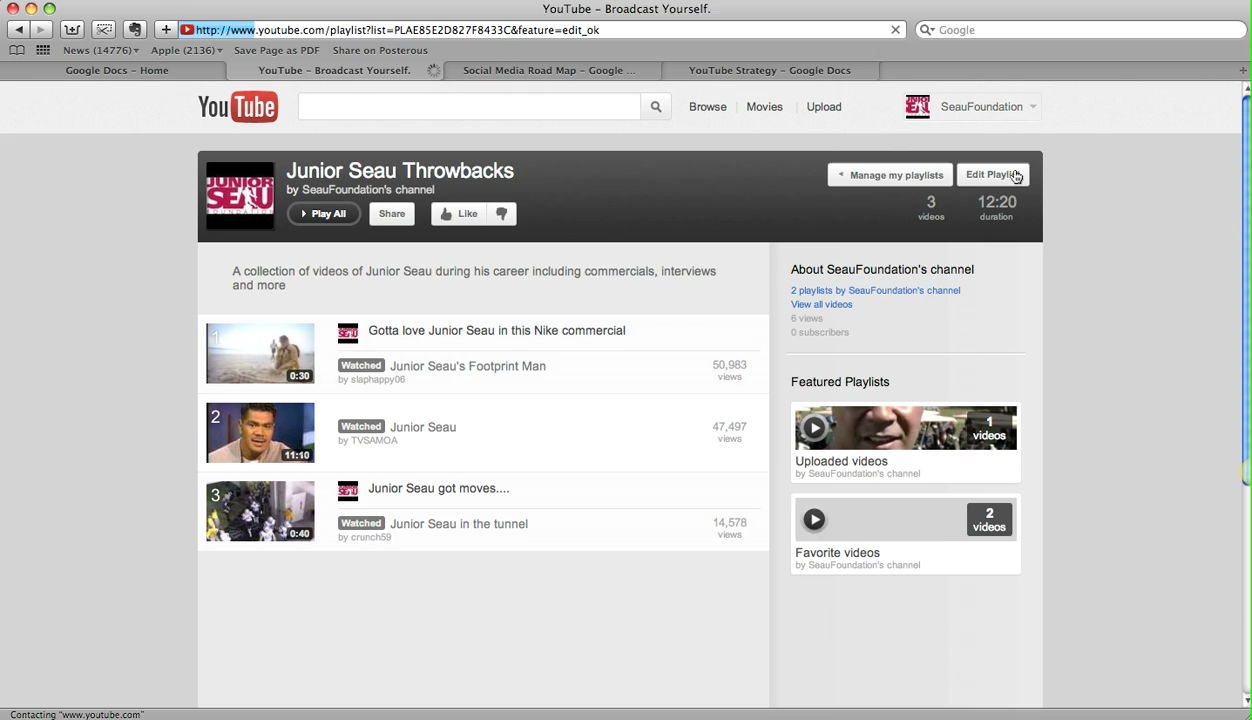 YouTube - Broadcast Yourself.
http://www.youtube.com/playlist?list=PLAE85E2D827F8433C&feature=edit_ok
Google
News (14776) Apple (2136) Save Page as PDF Share on Posterous
Google Docs - Home
YouTube - Broadcast Yourself.
Social Media Road Map - Google ...
YouTube Strategy - Google Docs
YouTube
Browse Movies Upload
SeauFoundation
JUNIOR
SEAU
FOUNDATION
Junior Seau Throwbacks
by SeauFoundation's channel
Play All Share Like
Manage my playlists
Edit
3
videos
12:20
duration
A collection of videos of Junior Seau during his career including commercials, interviews
and more
1
0:30
Gotta love Junior Seau in this Nike commercial
Watched Junior Seau's Footprint Man
by slaphappy06
50,983
views
2
11:10
Watched Junior Seau
by TVSAMOA
47,497
views
3
0:40
Junior Seau got moves....
Watched Junior Seau in the tunnel
by crunch59
14,578
views
About SeauFoundation's channel
2 playlists by SeauFoundation's channel
View all videos
6 views
0 subscribers
Featured Playlists
1
videos
Uploaded videos
by SeauFoundation's channel
2
videos
Favorite videos
by SeauFoundation's channel
Contacting "www.youtube.com"